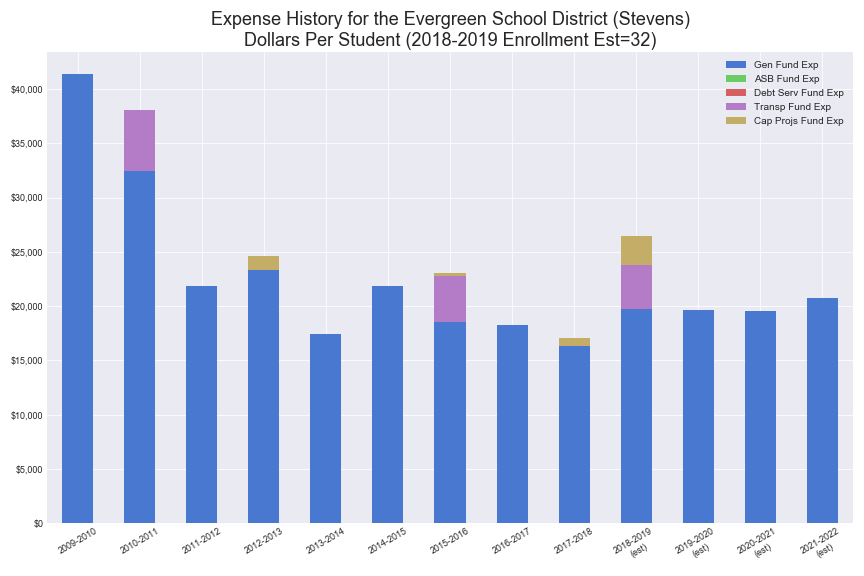 Expense History for the Evergreen School District (Stevens)
Dollars Per Student (2018-2019 Enrollment Est=32)
Gen Fund Exp
ASB Fund Exp
Debt Serv Fund Exp
Transp Fund Exp
Cap Projs Fund Exp
$40,000
$35,000
$30,000
$25,000
$20,000
$15,000
$10,000
$5,000
$0
2009-2010
2010-2011
2011-2012
2012-2013
2013-2014
2014-2015
2015-2016
2016-2017
2017-2018
2018-2019
(est)
2019-2020
(est)
2020-2021
(est)
2021-2022
(est)